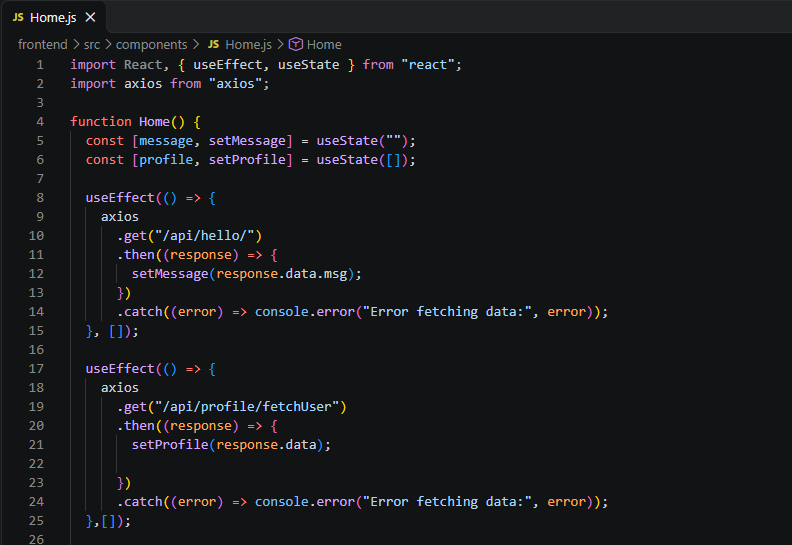 JS Home.js X
frontend > src > components > JS Home.js > Home
1 import React, { useEffect, useState } from "react";
2 import axios from "axios";
3
4 function Home() {
5   const [message, setMessage] = useState("");
6   const [profile, setProfile] = useState([]);
7
8   useEffect(() => {
9     axios
10       .get("/api/hello/")
11       .then((response) => {
12         setMessage(response.data.msg);
13       })
14       .catch((error) => console.error("Error fetching data:", error));
15   }, []);
16
17   useEffect(() => {
18     axios
19       .get("/api/profile/fetchUser")
20       .then((response) => {
21         setProfile(response.data);
22
23       })
24       .catch((error) => console.error("Error fetching data:", error));
25   },[]);
26